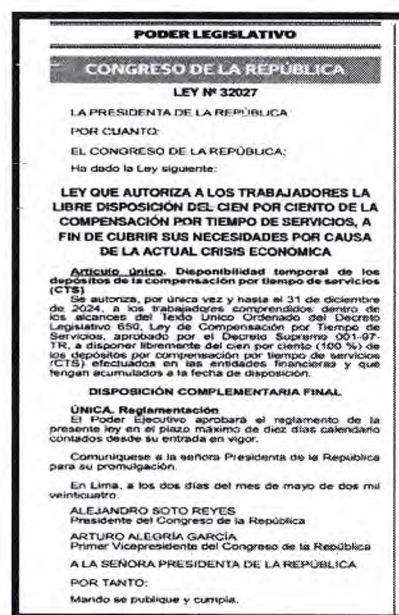 PODER LEGISLATIVO
CONGRESO DE LA REPÚBLICA
LEY Nº 32027
LA PRESIDENTA DE LA REPÚBLICA
POR CUANTO:
EL CONGRESO DE LA REPÚBLICA;
Ha dado la Ley siguiente:
LEY QUE AUTORIZA A LOS TRABAJADORES LA
LIBRE DISPOSICIÓN DEL CIEN POR CIENTO DE LA
COMPENSACIÓN POR TIEMPO DE SERVICIOS, A
FIN DE CUBRIR SUS NECESIDADES POR CAUSA
DE LA ACTUAL CRISIS ECONÓMICA
Artículo único. Disponibilidad temporal de los
depósitos de la compensación por tiempo de servicios
(CTS)
Se autoriza, por única vez y hasta el 31 de diciembre
de 2024, a los trabajadores comprendidos dentro de
los alcances del Texto Único Ordenado del Decreto
Legislativo 650, Ley de Compensación por Tiempo de
Servicios, aprobado por el Decreto Supremo 001-97-
TR, a disponer libremente del cien por ciento (100 %) de
los depósitos por compensación por tiempo de servicios
(CTS) efectuados en las entidades financieras y que
tengan acumulados a la fecha de disposición.
DISPOSICIÓN COMPLEMENTARIA FINAL
ÚNICA. Reglamentación
El Poder Ejecutivo aprobará el reglamento de la
presente ley en el plazo máximo de diez días calendario
contados desde su entrada en vigor.
Comuníquese a la señora Presidenta de la República
para su promulgación.
En Lima, a los dos días del mes de mayo de dos mil
veinticuatro.
ALEJANDRO SOTO REYES
Presidente del Congreso de la República
ARTURO ALEGRÍA GARCÍA
Primer Vicepresidente del Congreso de la República
A LA SEÑORA PRESIDENTA DE LA REPÚBLICA
POR TANTO:
Mando se publique y cumpla.